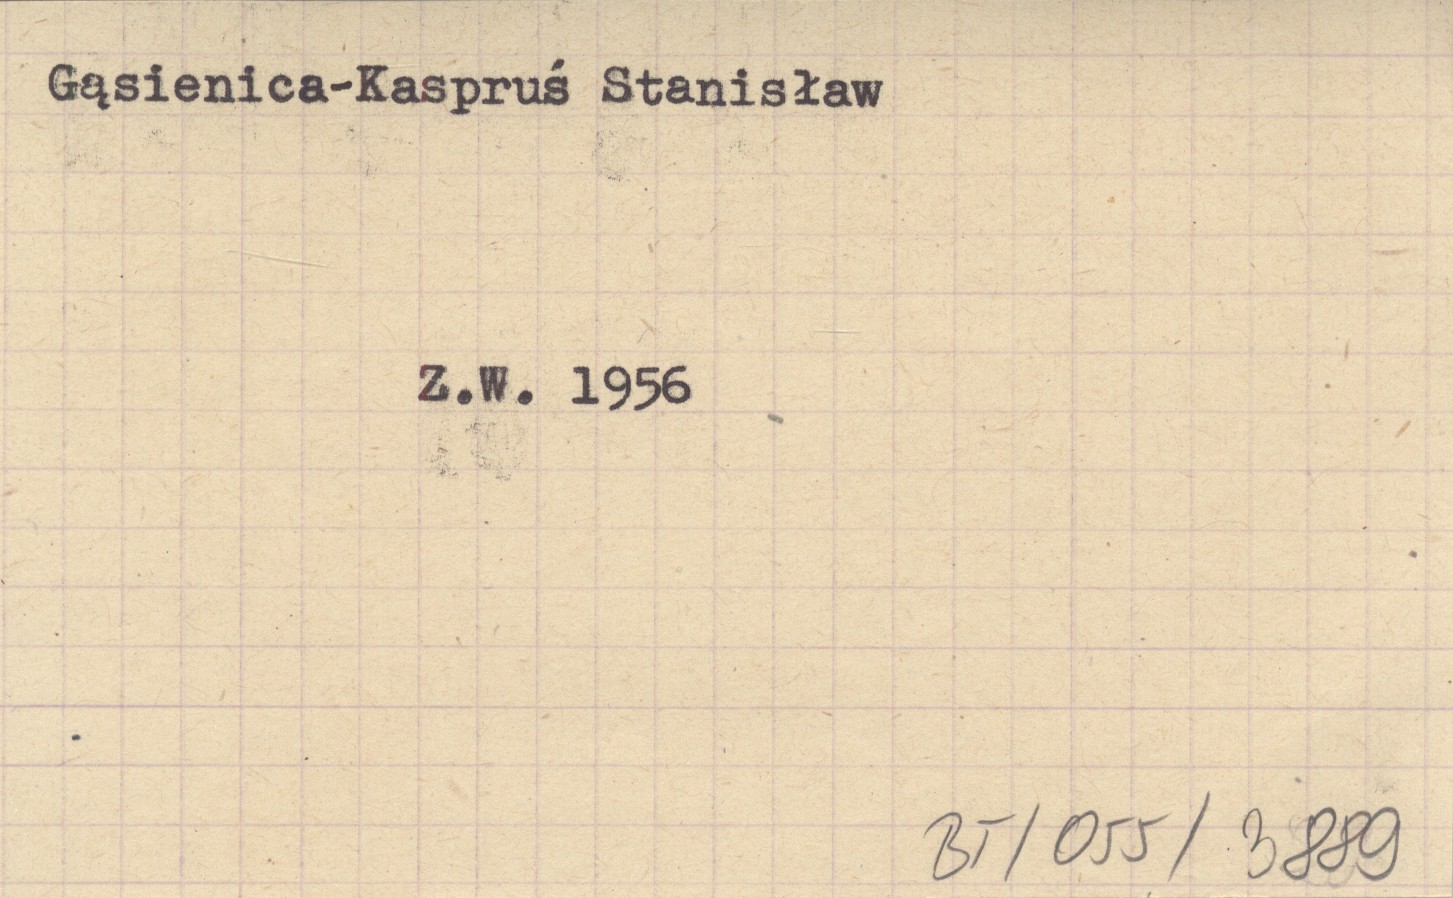 Gąsienica-Kaspruś Stanisław
Z.W. 1956
BT/055/3889